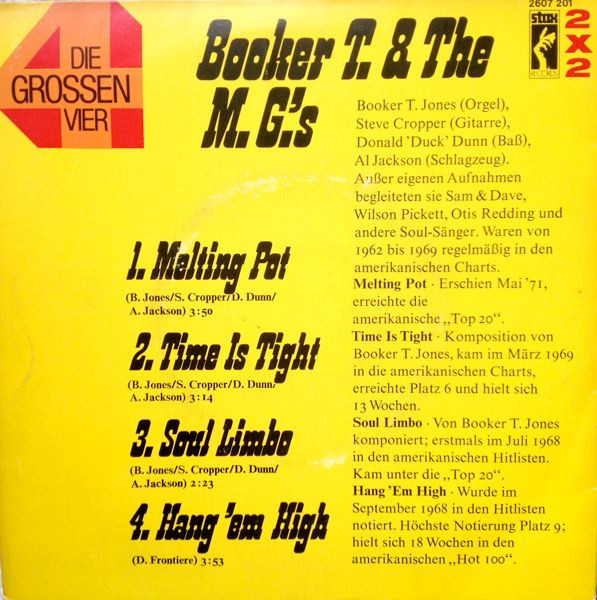 2607 201
stax
RECORDS
2X2
4
DIE
GROSSEN
VIER
Booker T. & The
M. G.'s
Booker T. Jones (Orgel),
Steve Cropper (Gitarre),
Donald 'Duck' Dunn (Baß),
Al Jackson (Schlagzeug).
Außer eigenen Aufnahmen
begleiteten sie Sam & Dave,
Wilson Pickett, Otis Redding und
andere Soul-Sänger. Waren von
1962 bis 1969 regelmäßig in den
amerikanischen Charts.
Melting Pot · Erschien Mai '71,
erreichte die
amerikanische „Top 20“.
Time Is Tight · Komposition von
Booker T. Jones, kam im März 1969
in die amerikanischen Charts,
erreichte Platz 6 und hielt sich
13 Wochen.
Soul Limbo · Von Booker T. Jones
komponiert; erstmals im Juli 1968
in den amerikanischen Hitlisten.
Kam unter die „Top 20“.
Hang 'Em High · Wurde im
September 1968 in den Hitlisten
notiert. Höchste Notierung Platz 9;
hielt sich 18 Wochen in den
amerikanischen „Hot 100“.
1. Melting Pot
(B. Jones/S. Cropper/D. Dunn/
A. Jackson) 3:50
2. Time Is Tight
(B. Jones/S. Cropper/D. Dunn/
A. Jackson) 3:14
3. Soul Limbo
(B. Jones/S. Cropper/D. Dunn/
A. Jackson) 2:23
4. Hang 'em High
(D. Frontiere) 3:53